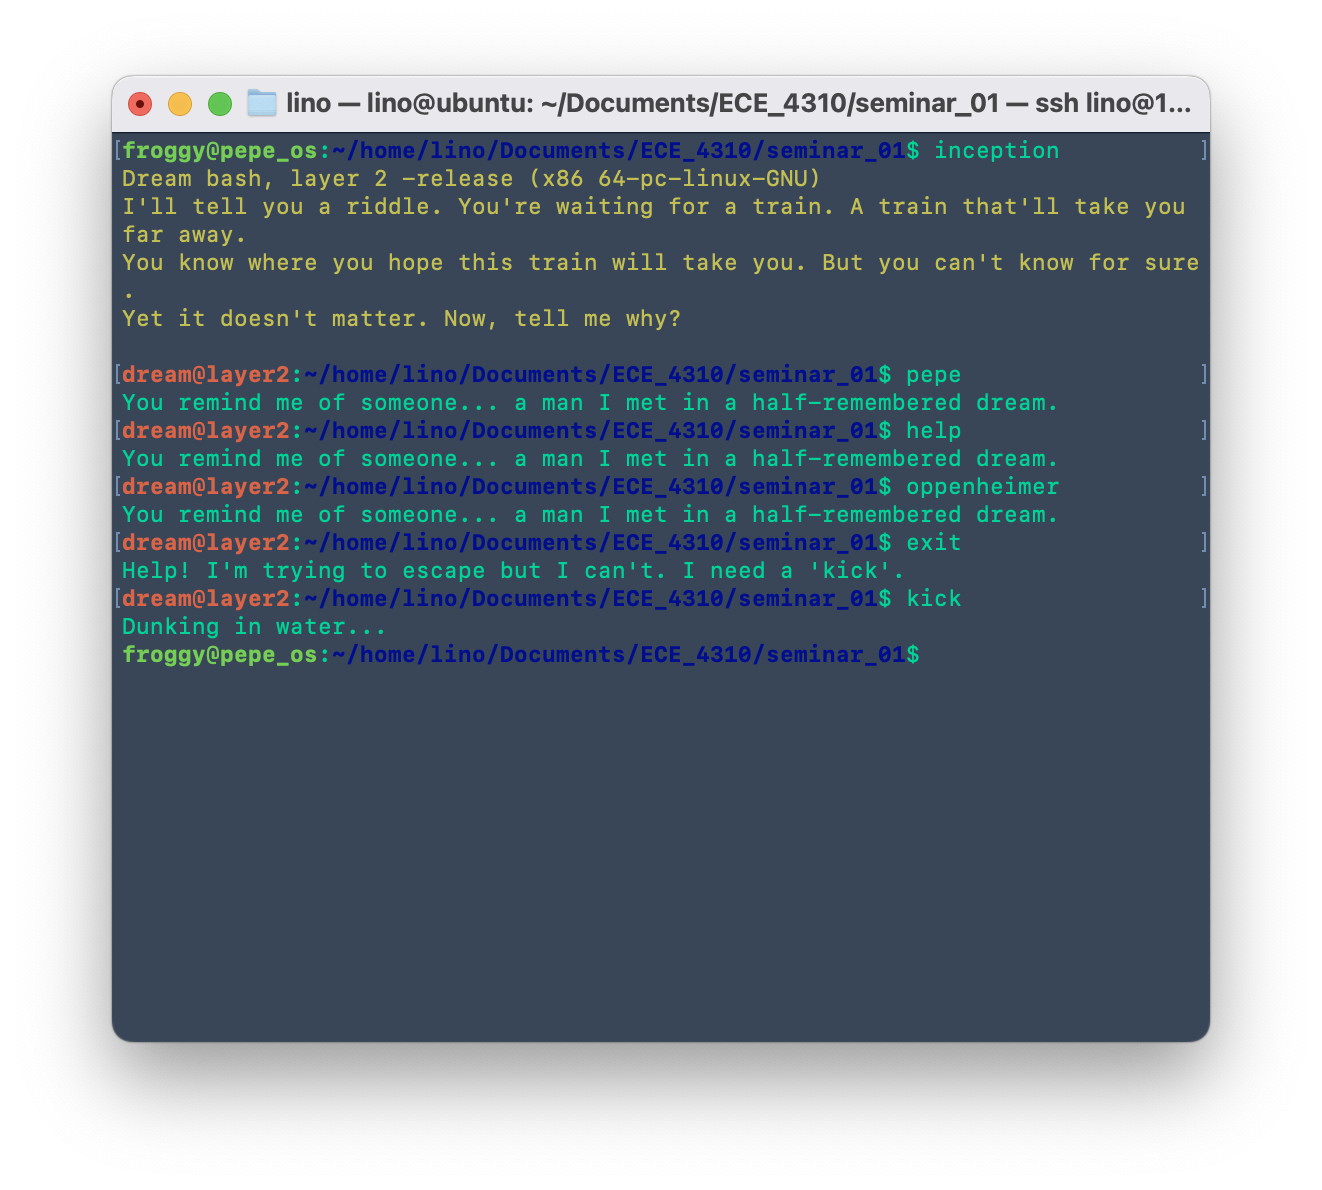 lino — lino@ubuntu: ~/Documents/ECE_4310/seminar_01 — ssh lino@1...
[froggy@pepe_os:~/home/lino/Documents/ECE_4310/seminar_01$ inception ]
Dream bash, layer 2 -release (x86 64-pc-linux-GNU)
I'll tell you a riddle. You're waiting for a train. A train that'll take you
far away.
You know where you hope this train will take you. But you can't know for sure
.
Yet it doesn't matter. Now, tell me why?
[dream@layer2:~/home/lino/Documents/ECE_4310/seminar_01$ pepe ]
You remind me of someone... a man I met in a half-remembered dream.
[dream@layer2:~/home/lino/Documents/ECE_4310/seminar_01$ help ]
You remind me of someone... a man I met in a half-remembered dream.
[dream@layer2:~/home/lino/Documents/ECE_4310/seminar_01$ oppenheimer ]
You remind me of someone... a man I met in a half-remembered dream.
[dream@layer2:~/home/lino/Documents/ECE_4310/seminar_01$ exit ]
Help! I'm trying to escape but I can't. I need a 'kick'.
[dream@layer2:~/home/lino/Documents/ECE_4310/seminar_01$ kick ]
Dunking in water...
froggy@pepe_os:~/home/lino/Documents/ECE_4310/seminar_01$